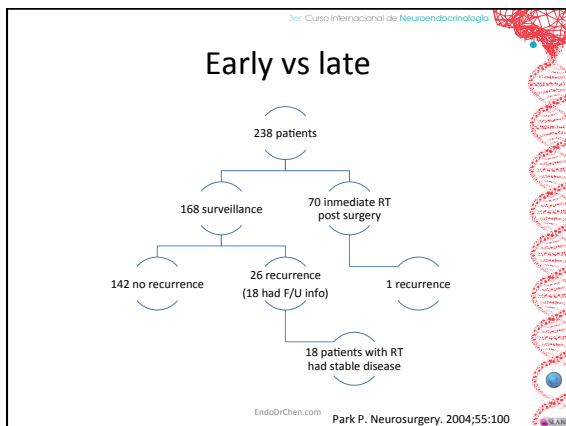 3er Curso Internacional de Neuroendocrinología
Early vs late
238 patients
168 surveillance
70 inmediate RT
post surgery
142 no recurrence
26 recurrence
(18 had F/U info)
1 recurrence
18 patients with RT
had stable disease
EndoDrChen.com
Park P. Neurosurgery. 2004;55:100